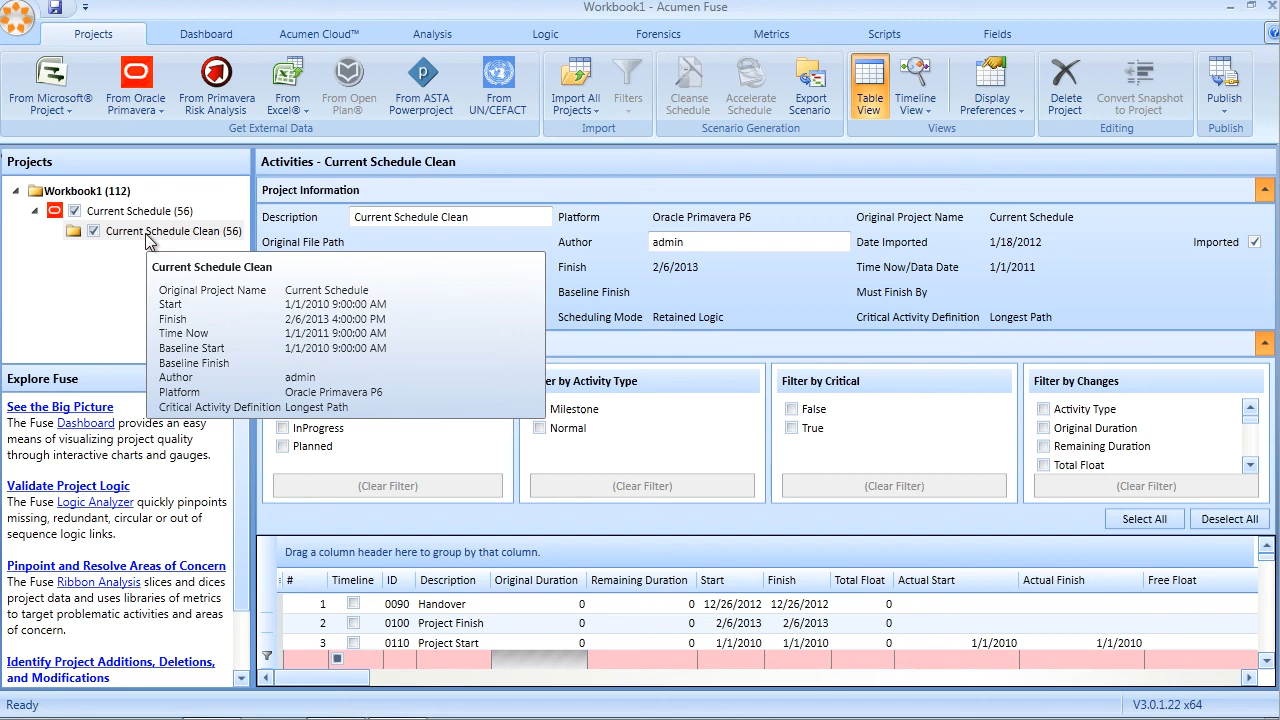 Workbook1 - Acumen Fuse
Projects
Dashboard
Acumen Cloud™
Analysis
Logic
Forensics
Metrics
Scripts
Fields
From Microsoft® Project
From Oracle Primavera
From Primavera Risk Analysis
From Excel®
From Open Plan®
From ASTA Powerproject
From UN/CEFACT
Import All Projects
Filters
Cleanse Schedule
Accelerate Schedule
Export Scenario
Table View
Timeline View
Display Preferences
Delete Project
Convert Snapshot to Project
Publish
Get External Data
Import
Scenario Generation
Views
Editing
Publish
Projects
Workbook1 (112)
Current Schedule (56)
Current Schedule Clean (56)
Activities - Current Schedule Clean
Project Information
Description Current Schedule Clean Platform Oracle Primavera P6 Original Project Name Current Schedule
Original File Path Author admin Date Imported 1/18/2012 Imported
Finish 2/6/2013 Time Now/Data Date 1/1/2011
Baseline Finish Must Finish By
Scheduling Mode Retained Logic Critical Activity Definition Longest Path
Current Schedule Clean
Original Project Name Current Schedule
Start 1/1/2010 9:00:00 AM
Finish 2/6/2013 4:00:00 PM
Time Now 1/1/2011 9:00:00 AM
Baseline Start 1/1/2010 9:00:00 AM
Baseline Finish
Author admin
Platform Oracle Primavera P6
Critical Activity Definition Longest Path
InProgress
Planned
(Clear Filter)
by Activity Type
Milestone
Normal
(Clear Filter)
Filter by Critical
False
True
(Clear Filter)
Filter by Changes
Activity Type
Original Duration
Remaining Duration
Total Float
(Clear Filter)
Select All Deselect All
Explore Fuse
See the Big Picture
The Fuse Dashboard provides an easy
means of visualizing project quality
through interactive charts and gauges.
Validate Project Logic
The Fuse Logic Analyzer quickly pinpoints
missing, redundant, circular or out of
sequence logic links.
Pinpoint and Resolve Areas of Concern
The Fuse Ribbon Analysis slices and dices
project data and uses libraries of metrics
to target problematic activities and areas
of concern.
Identify Project Additions, Deletions,
and Modifications
Drag a column header here to group by that column.
# Timeline ID Description Original Duration Remaining Duration Start Finish Total Float Actual Start Actual Finish Free Float
1 0090 Handover 0 0 12/26/2012 12/26/2012 0
2 0100 Project Finish 0 0 2/6/2013 2/6/2013 0
3 0110 Project Start 0 0 1/1/2010 1/1/2010 0 1/1/2010 1/1/2010
Ready
V3.0.1.22 x64